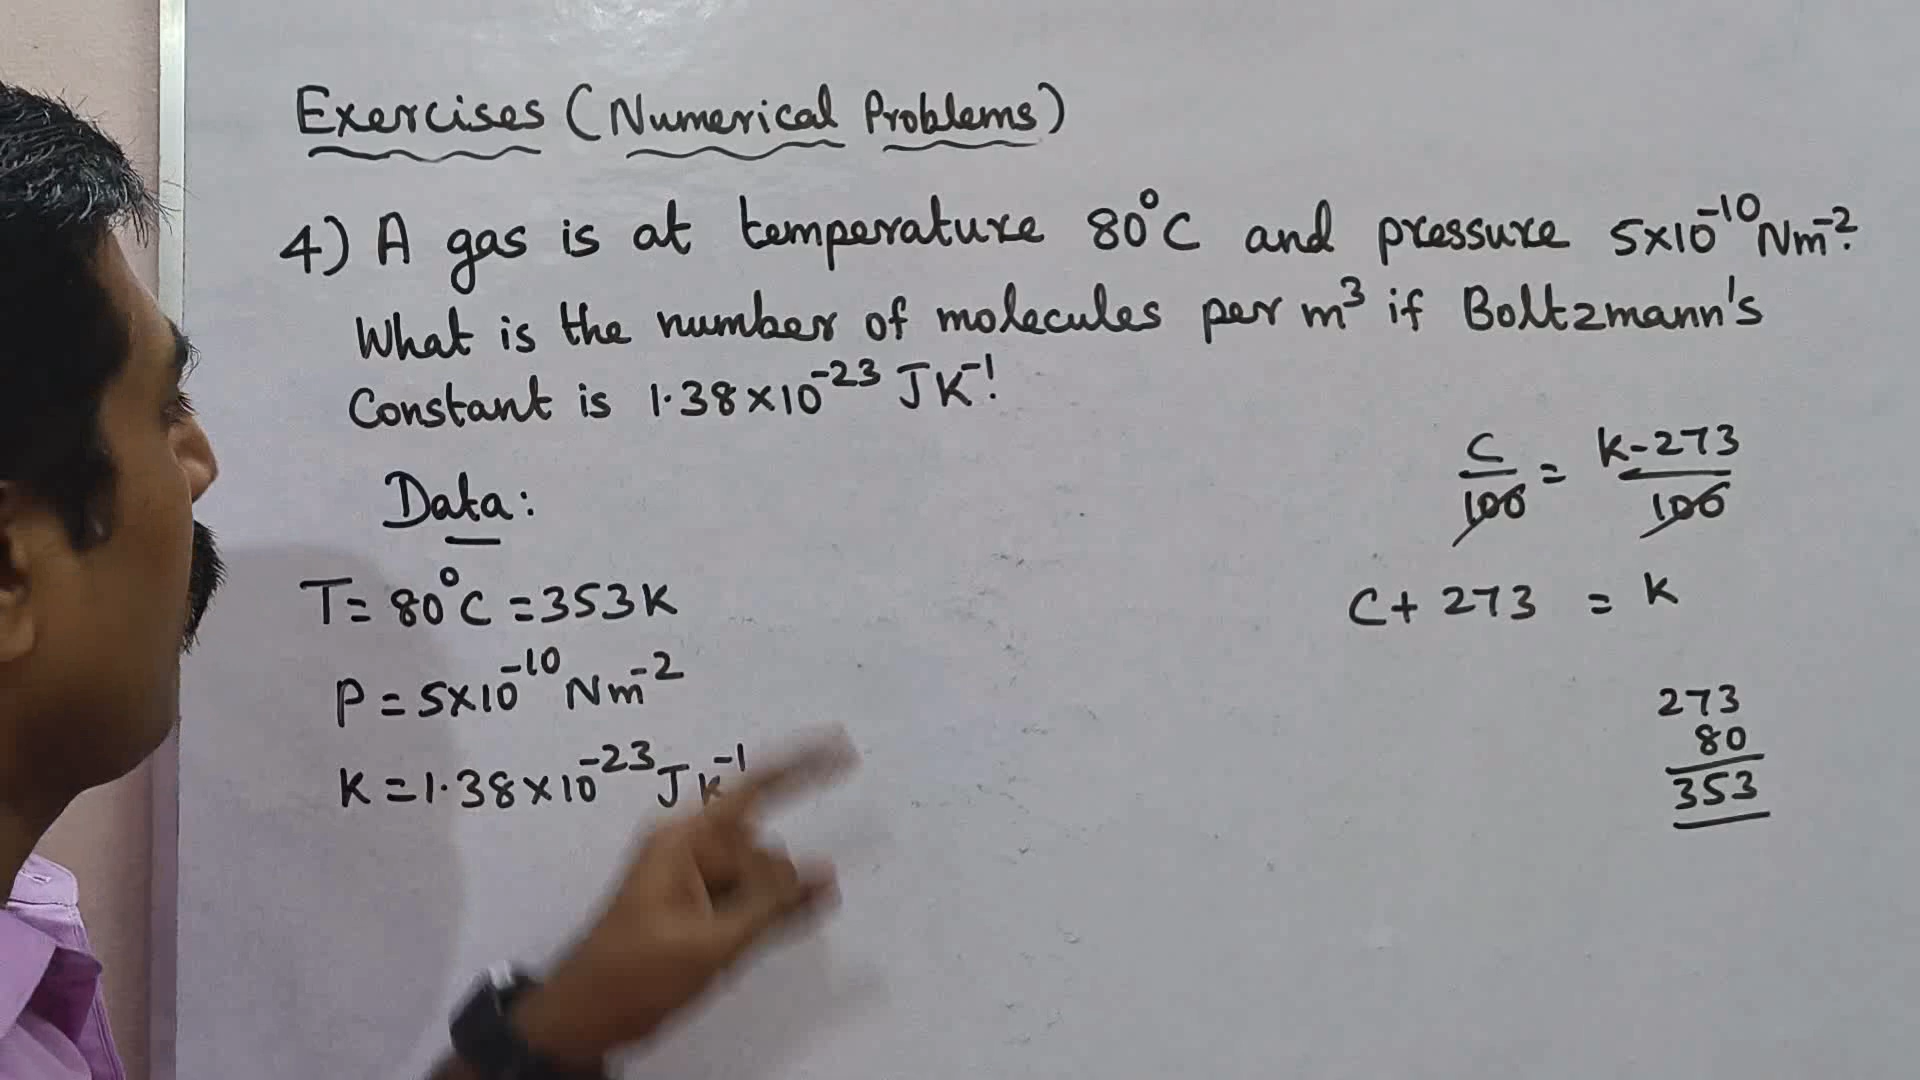 Exercises (Numerical Problems)
4) A gas is at temperature 80°C and pressure 5×10⁻¹⁰ Nm⁻².
What is the number of molecules per m³ if Boltzmann's
Constant is 1.38×10⁻²³ JK⁻¹.
Data:
T= 80°C = 353K
P = 5×10⁻¹⁰ Nm⁻²
K = 1.38×10⁻²³ JK⁻¹
C/100 = K-273/100
C+ 273 = K
273
80
353